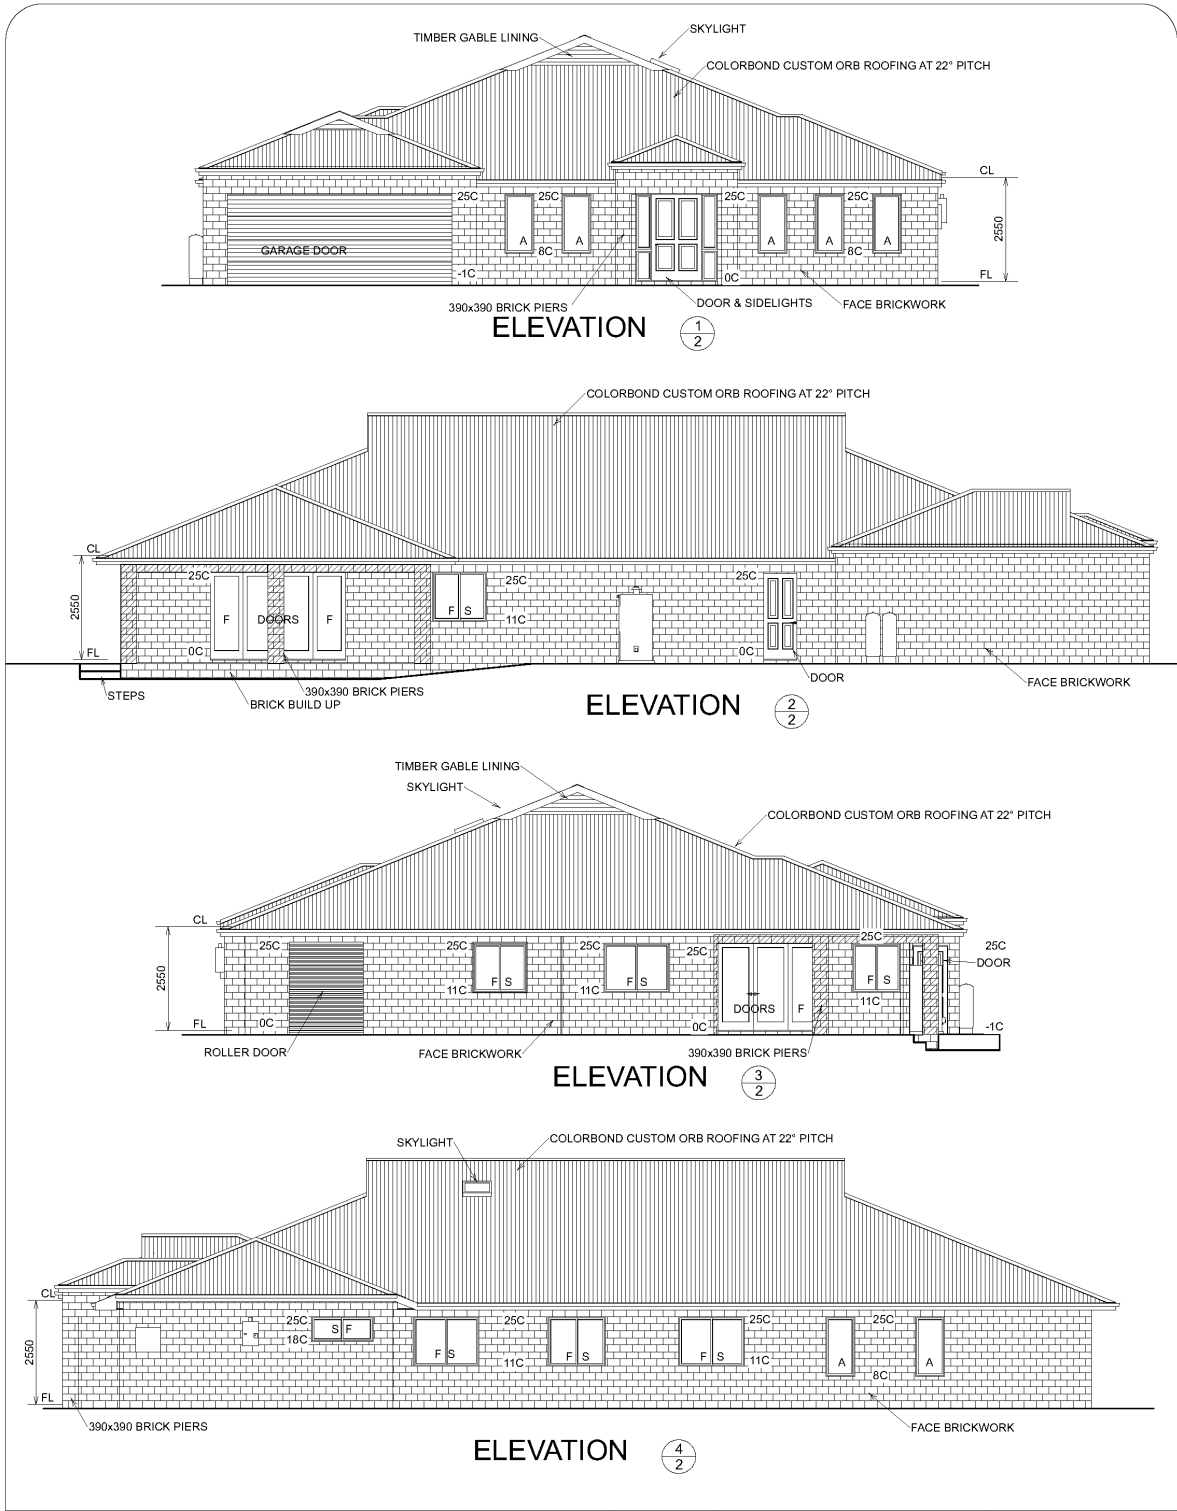 TIMBER GABLE LINING
SKYLIGHT
COLORBOND CUSTOM ORB ROOFING AT 22° PITCH
CL
25C 25C 25C 25C
2550
A A A A A
GARAGE DOOR
8C 8C
-1C 0C FL
390x390 BRICK PIERS
DOOR & SIDELIGHTS
FACE BRICKWORK
ELEVATION 1
2
COLORBOND CUSTOM ORB ROOFING AT 22° PITCH
CL
25C 25C 25C
2550
F S
F DOORS F 11C
FL 0C 0C
STEPS
390x390 BRICK PIERS
BRICK BUILD UP
DOOR
FACE BRICKWORK
ELEVATION 2
2
TIMBER GABLE LINING
SKYLIGHT
COLORBOND CUSTOM ORB ROOFING AT 22° PITCH
CL
25C 25C 25C 25C 25C 25C
DOOR
2550
F S F S F S
11C 11C 11C
DOORS F
FL 0C 0C -1C
ROLLER DOOR
FACE BRICKWORK
390x390 BRICK PIERS
ELEVATION 3
2
SKYLIGHT
COLORBOND CUSTOM ORB ROOFING AT 22° PITCH
CL
25C 25C 25C 25C
S F
18C
2550
F S F S F S
11C 11C
A A
8C
FL
390x390 BRICK PIERS
FACE BRICKWORK
ELEVATION 4
2